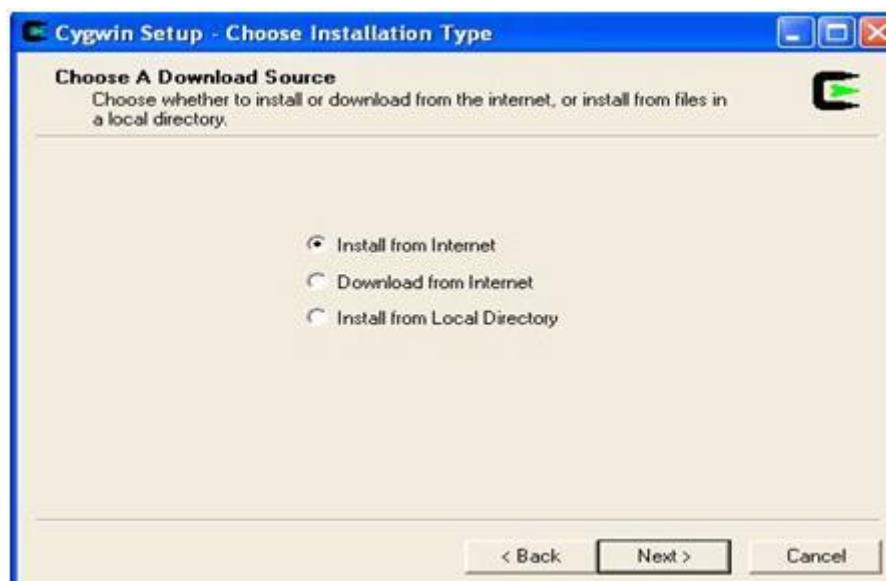 Cygwin Setup - Choose Installation Type
Choose A Download Source
Choose whether to install or download from the internet, or install from files in
a local directory.
Install from Internet
Download from Internet
Install from Local Directory
< Back
Next >
Cancel